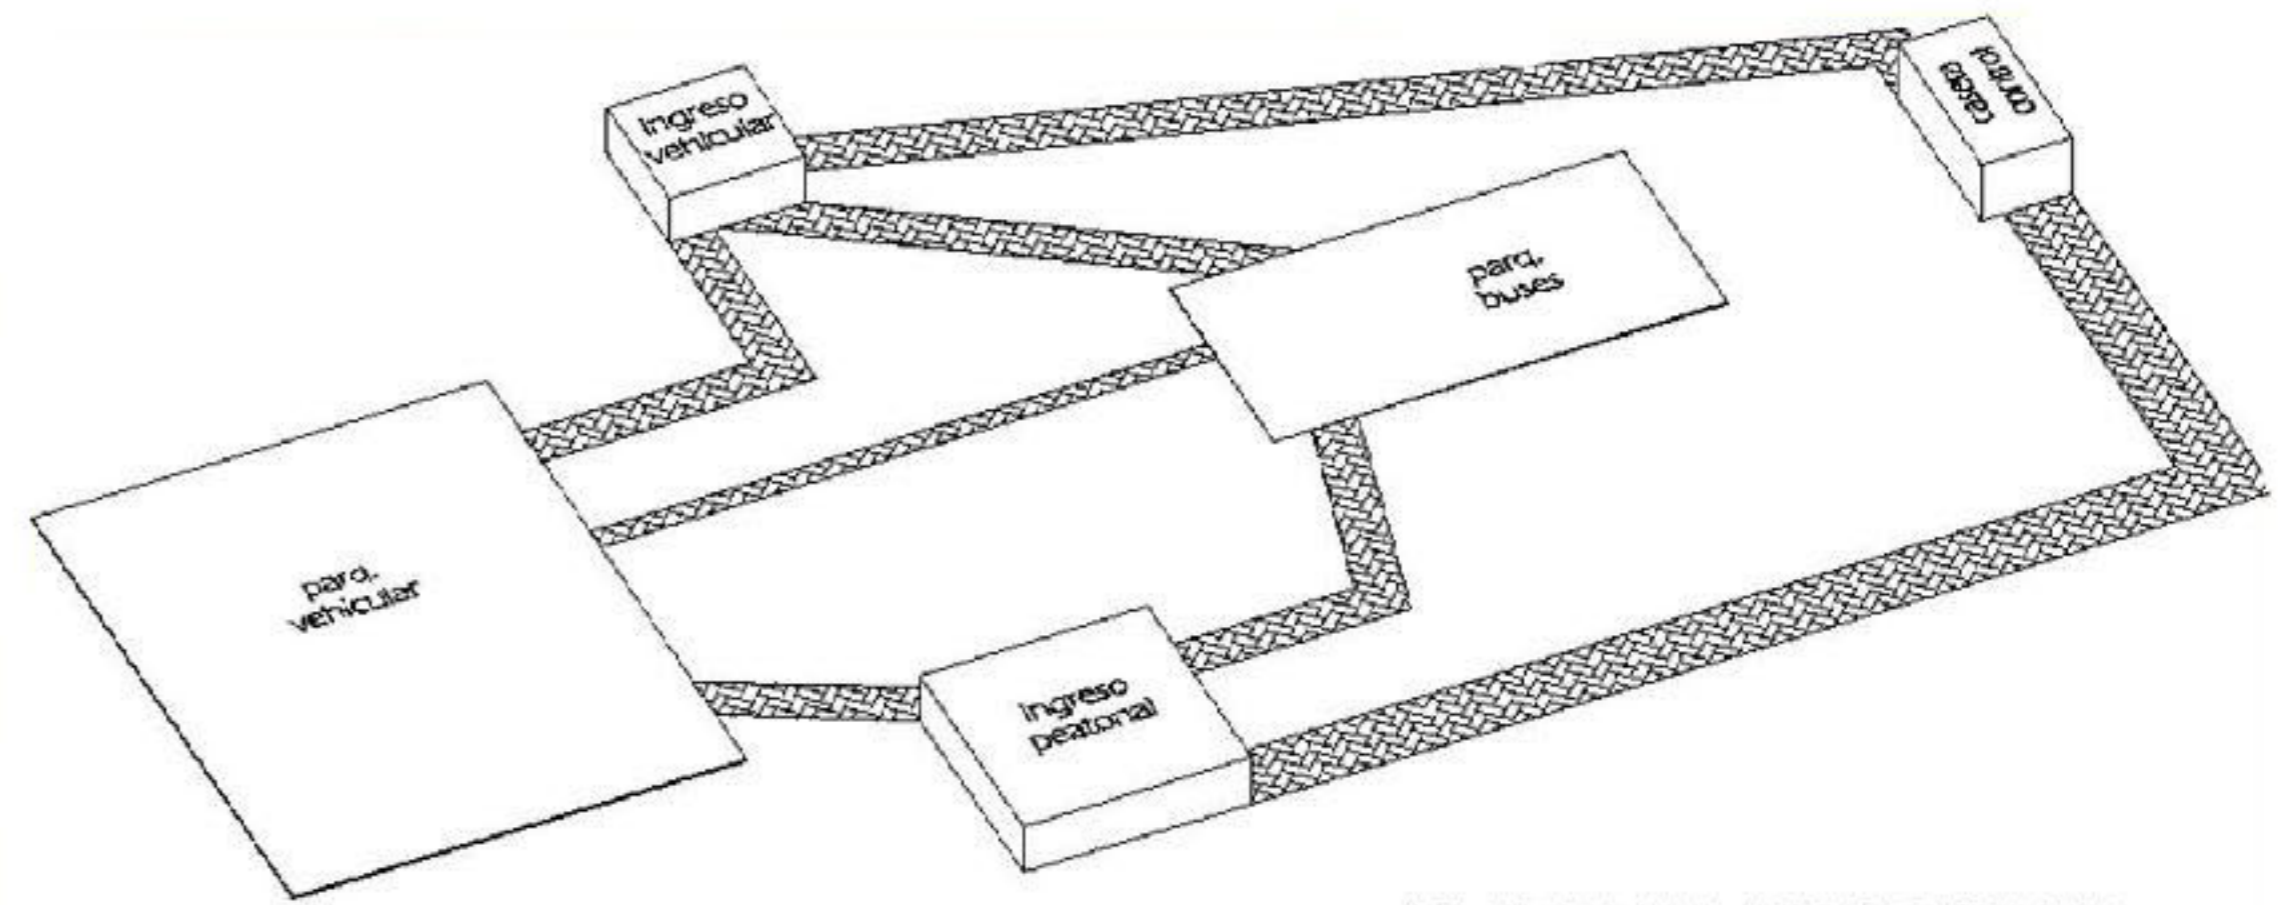 Ingreso
vehicular
caseta
control
parq.
buses
parq.
vehicular
Ingreso
peatonal